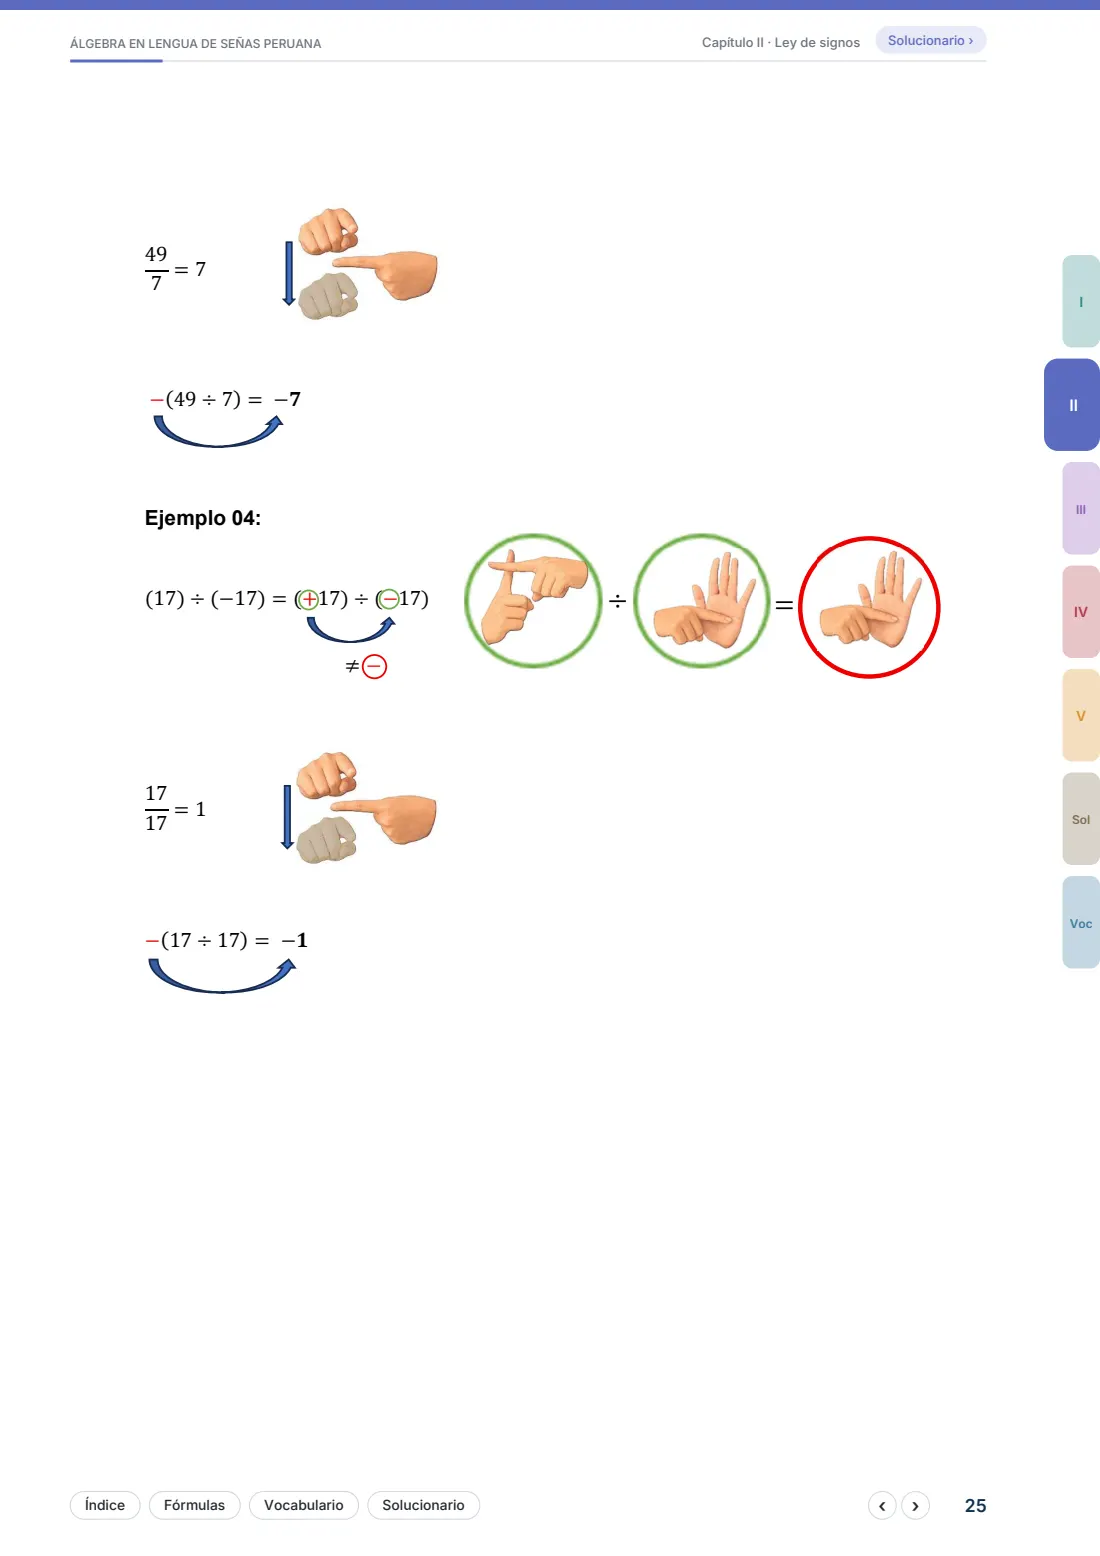 ÁLGEBRA EN LENGUA DE SEÑAS PERUANA
Capítulo II · Ley de signos
Solucionario ›
49/7 = 7
−(49 ÷ 7) = −7
Ejemplo 04:
(17) ÷ (−17) = (+17) ÷ (−17)
÷ =
≠ −
17/17 = 1
−(17 ÷ 17) = −1
I
II
III
IV
V
Sol
Voc
Índice
Fórmulas
Vocabulario
Solucionario
‹ ›
25